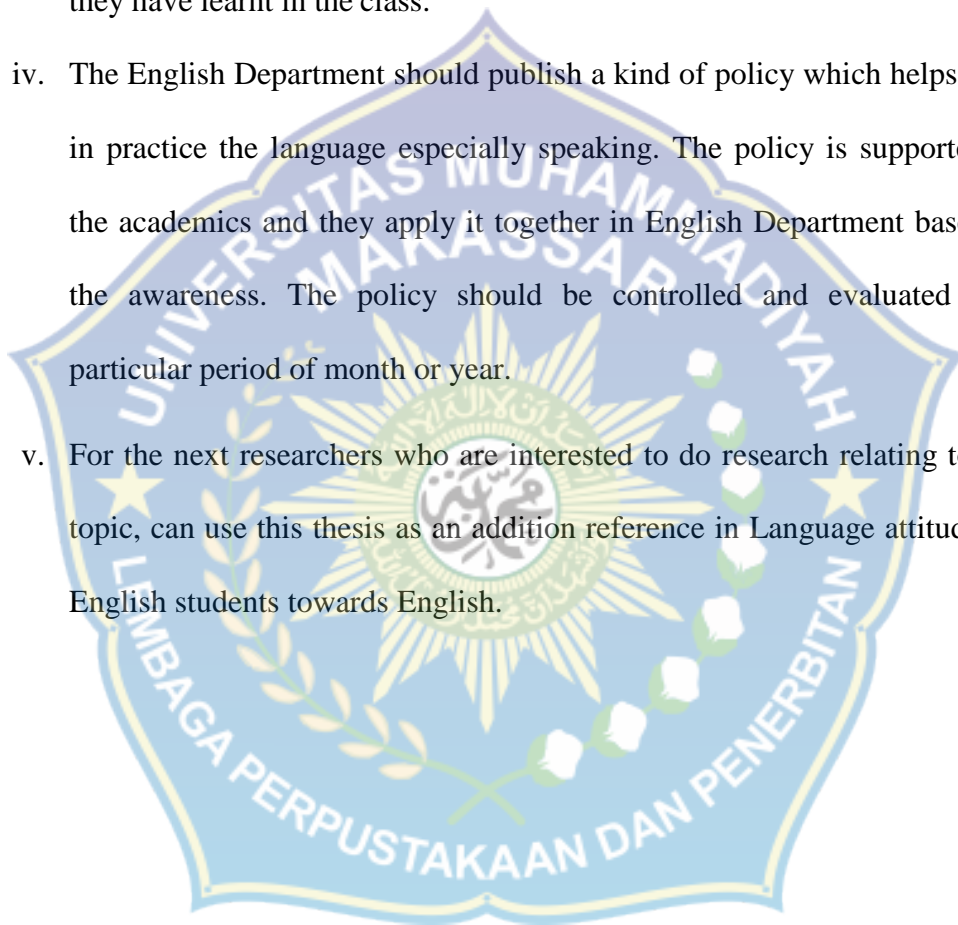 they have learnt in the class.
iv. The English Department should publish a kind of policy which helps
in practice the language especially speaking. The policy is supporte
the academics and they apply it together in English Department base
the awareness. The policy should be controlled and evaluated
particular period of month or year.
v. For the next researchers who are interested to do research relating t
topic, can use this thesis as an addition reference in Language attitud
English students towards English.
UNIVERSITAS MUHAMMADIYAH
MAKASSAR
LEMBAGA PERPUSTAKAAN DAN PENERBITAN